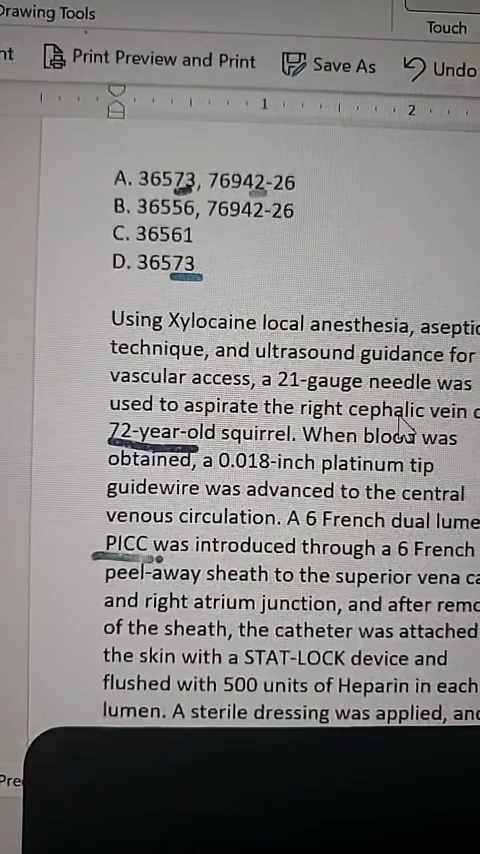 Drawing Tools
Touch
nt Print Preview and Print Save As Undo
1 2
A. 36573, 76942-26
B. 36556, 76942-26
C. 36561
D. 36573
Using Xylocaine local anesthesia, aseptic
technique, and ultrasound guidance for
vascular access, a 21-gauge needle was
used to aspirate the right cephalic vein o
72-year-old squirrel. When blood was
obtained, a 0.018-inch platinum tip
guidewire was advanced to the central
venous circulation. A 6 French dual lume
PICC was introduced through a 6 French
peel-away sheath to the superior vena ca
and right atrium junction, and after remo
of the sheath, the catheter was attached
the skin with a STAT-LOCK device and
flushed with 500 units of Heparin in each
lumen. A sterile dressing was applied, and
Pre